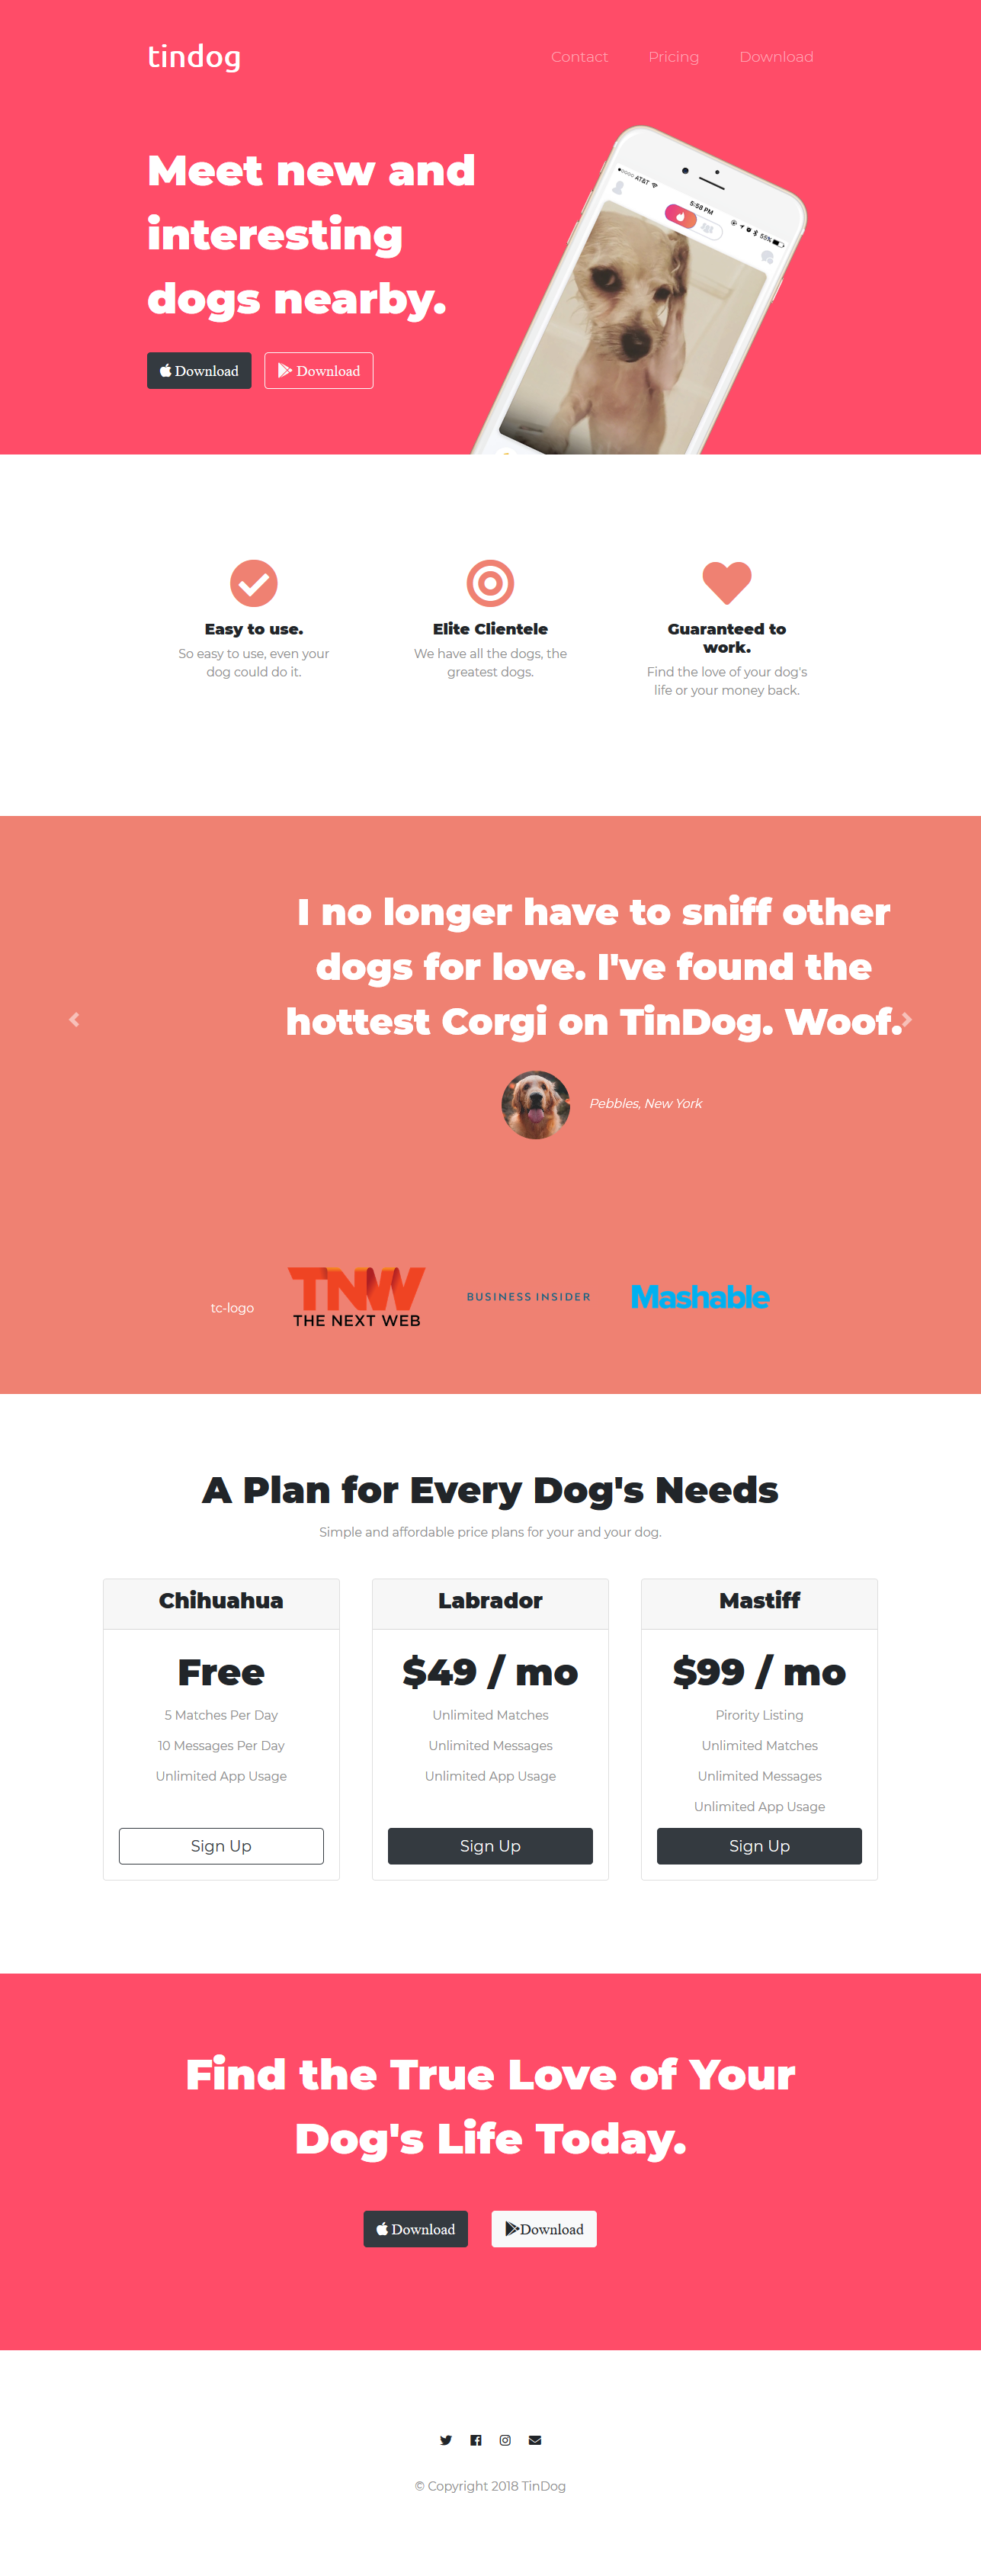 tindog
Contact Pricing Download
Meet new and
interesting
dogs nearby.
AT&T
5:58 PM
55%
Download
Download
Easy to use.
So easy to use, even your
dog could do it.
Elite Clientele
We have all the dogs, the
greatest dogs.
Guaranteed to
work.
Find the love of your dog's
life or your money back.
I no longer have to sniff other
dogs for love. I've found the
hottest Corgi on TinDog. Woof.
Pebbles, New York
tc-logo
TNW
THE NEXT WEB
BUSINESS INSIDER
Mashable
A Plan for Every Dog's Needs
Simple and affordable price plans for your and your dog.
Chihuahua
Free
5 Matches Per Day
10 Messages Per Day
Unlimited App Usage
Sign Up
Labrador
$49 / mo
Unlimited Matches
Unlimited Messages
Unlimited App Usage
Sign Up
Mastiff
$99 / mo
Pirority Listing
Unlimited Matches
Unlimited Messages
Unlimited App Usage
Sign Up
Find the True Love of Your
Dog's Life Today.
Download
Download
© Copyright 2018 TinDog